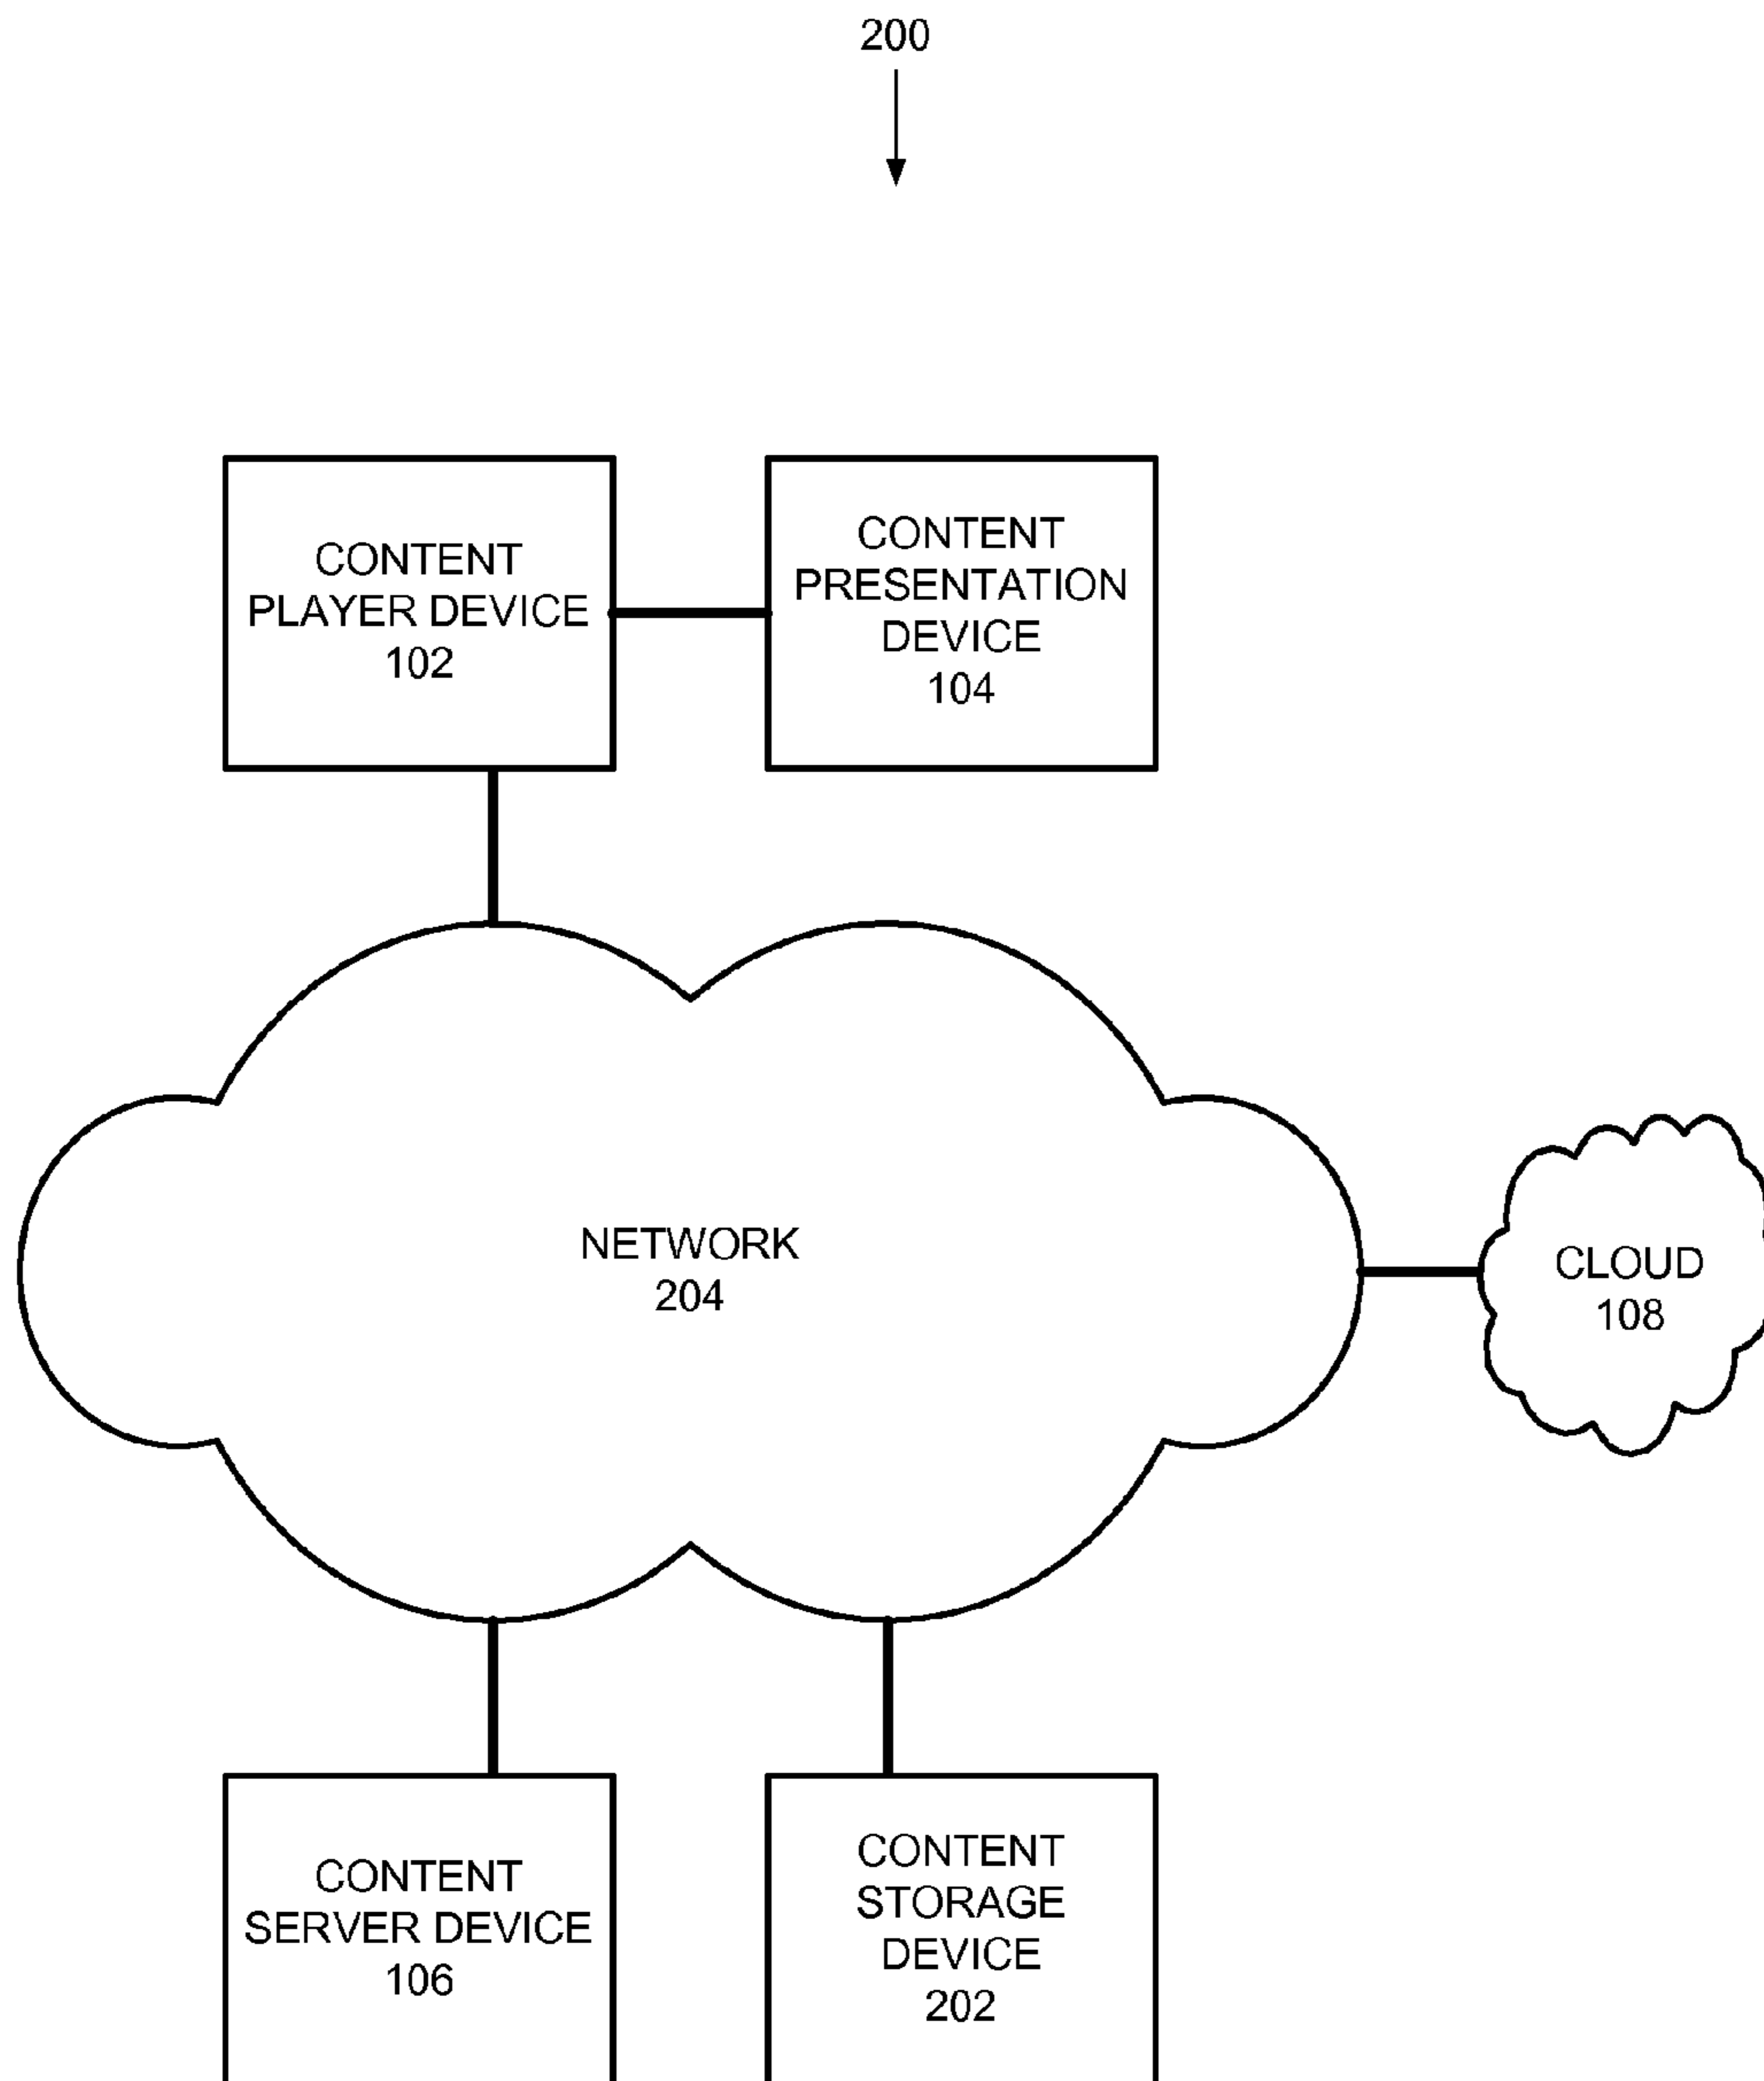 200
CONTENT
PLAYER DEVICE
102
CONTENT
PRESENTATION
DEVICE
104
NETWORK
204
CLOUD
108
CONTENT
SERVER DEVICE
106
CONTENT
STORAGE
DEVICE
202